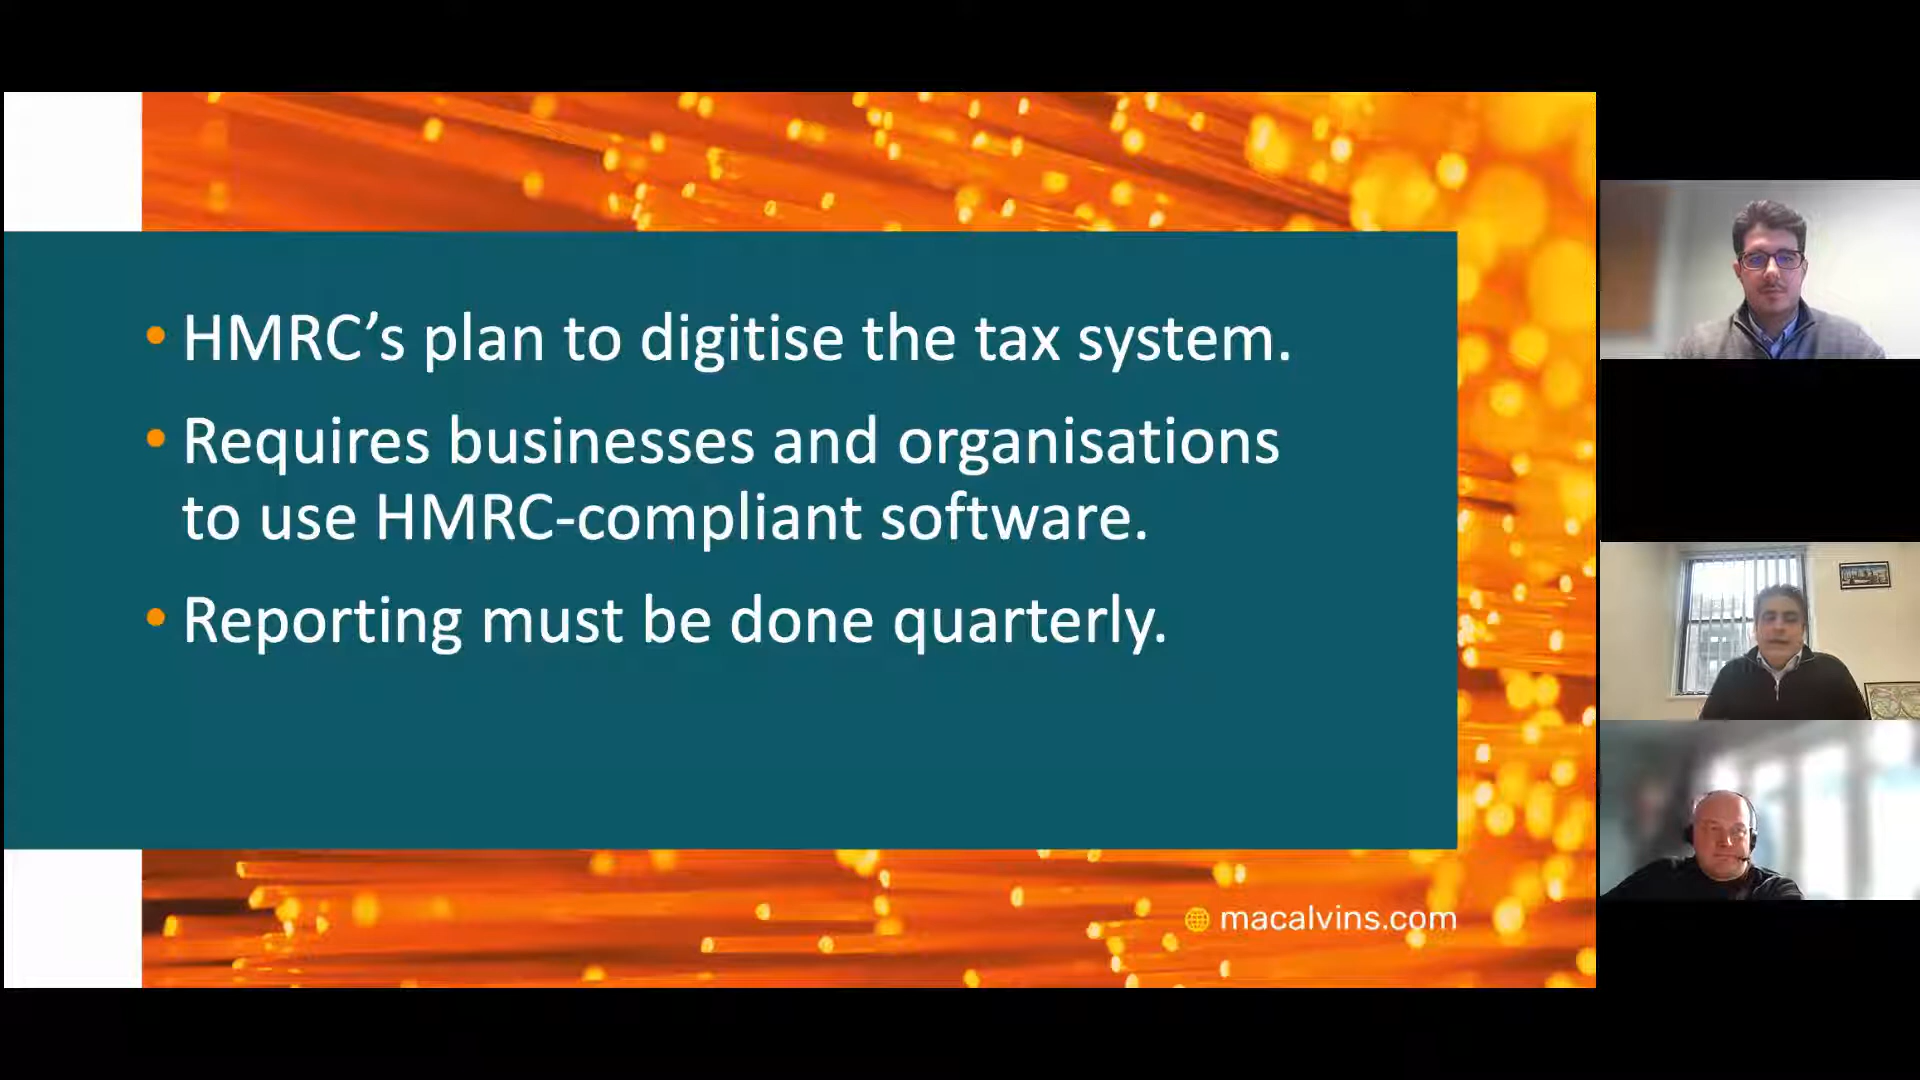 • HMRC’s plan to digitise the tax system.
• Requires businesses and organisations
to use HMRC-compliant software.
• Reporting must be done quarterly.
macalvins.com